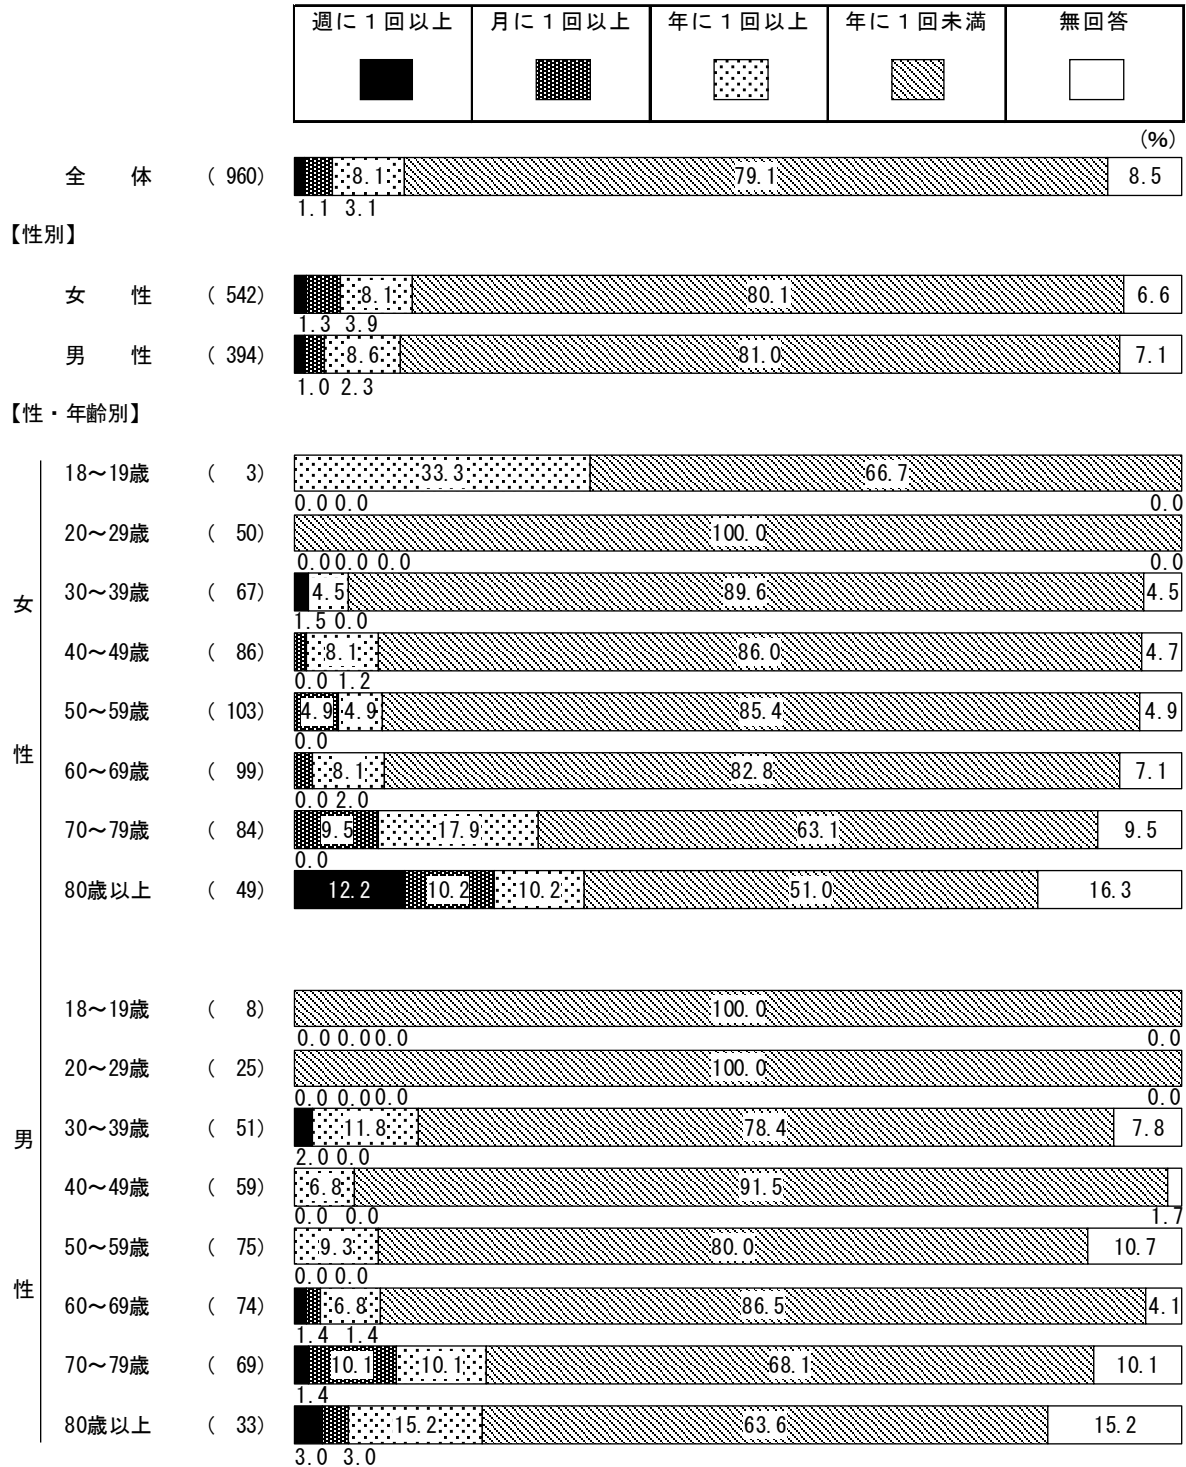 週に１回以上 月に１回以上 年に１回以上 年に１回未満 無回答
(%)
全　体 ( 960) 8.1 79.1 8.5
1.1 3.1
【性別】
女　性 ( 542) 8.1 80.1 6.6
1.3 3.9
男　性 ( 394) 8.6 81.0 7.1
1.0 2.3
【性・年齢別】
女性
18～19歳 ( 3) 33.3 66.7
0.0 0.0 0.0
20～29歳 ( 50) 100.0
0.0 0.0 0.0 0.0
30～39歳 ( 67) 4.5 89.6 4.5
1.5 0.0
40～49歳 ( 86) 8.1 86.0 4.7
0.0 1.2
50～59歳 ( 103) 4.9 4.9 85.4 4.9
0.0
60～69歳 ( 99) 8.1 82.8 7.1
0.0 2.0
70～79歳 ( 84) 9.5 17.9 63.1 9.5
0.0
80歳以上 ( 49) 12.2 10.2 10.2 51.0 16.3
男性
18～19歳 ( 8) 100.0
0.0 0.0 0.0 0.0
20～29歳 ( 25) 100.0
0.0 0.0 0.0 0.0
30～39歳 ( 51) 11.8 78.4 7.8
2.0 0.0
40～49歳 ( 59) 6.8 91.5
0.0 0.0 1.7
50～59歳 ( 75) 9.3 80.0 10.7
0.0 0.0
60～69歳 ( 74) 6.8 86.5 4.1
1.4 1.4
70～79歳 ( 69) 10.1 10.1 68.1 10.1
1.4
80歳以上 ( 33) 15.2 63.6 15.2
3.0 3.0